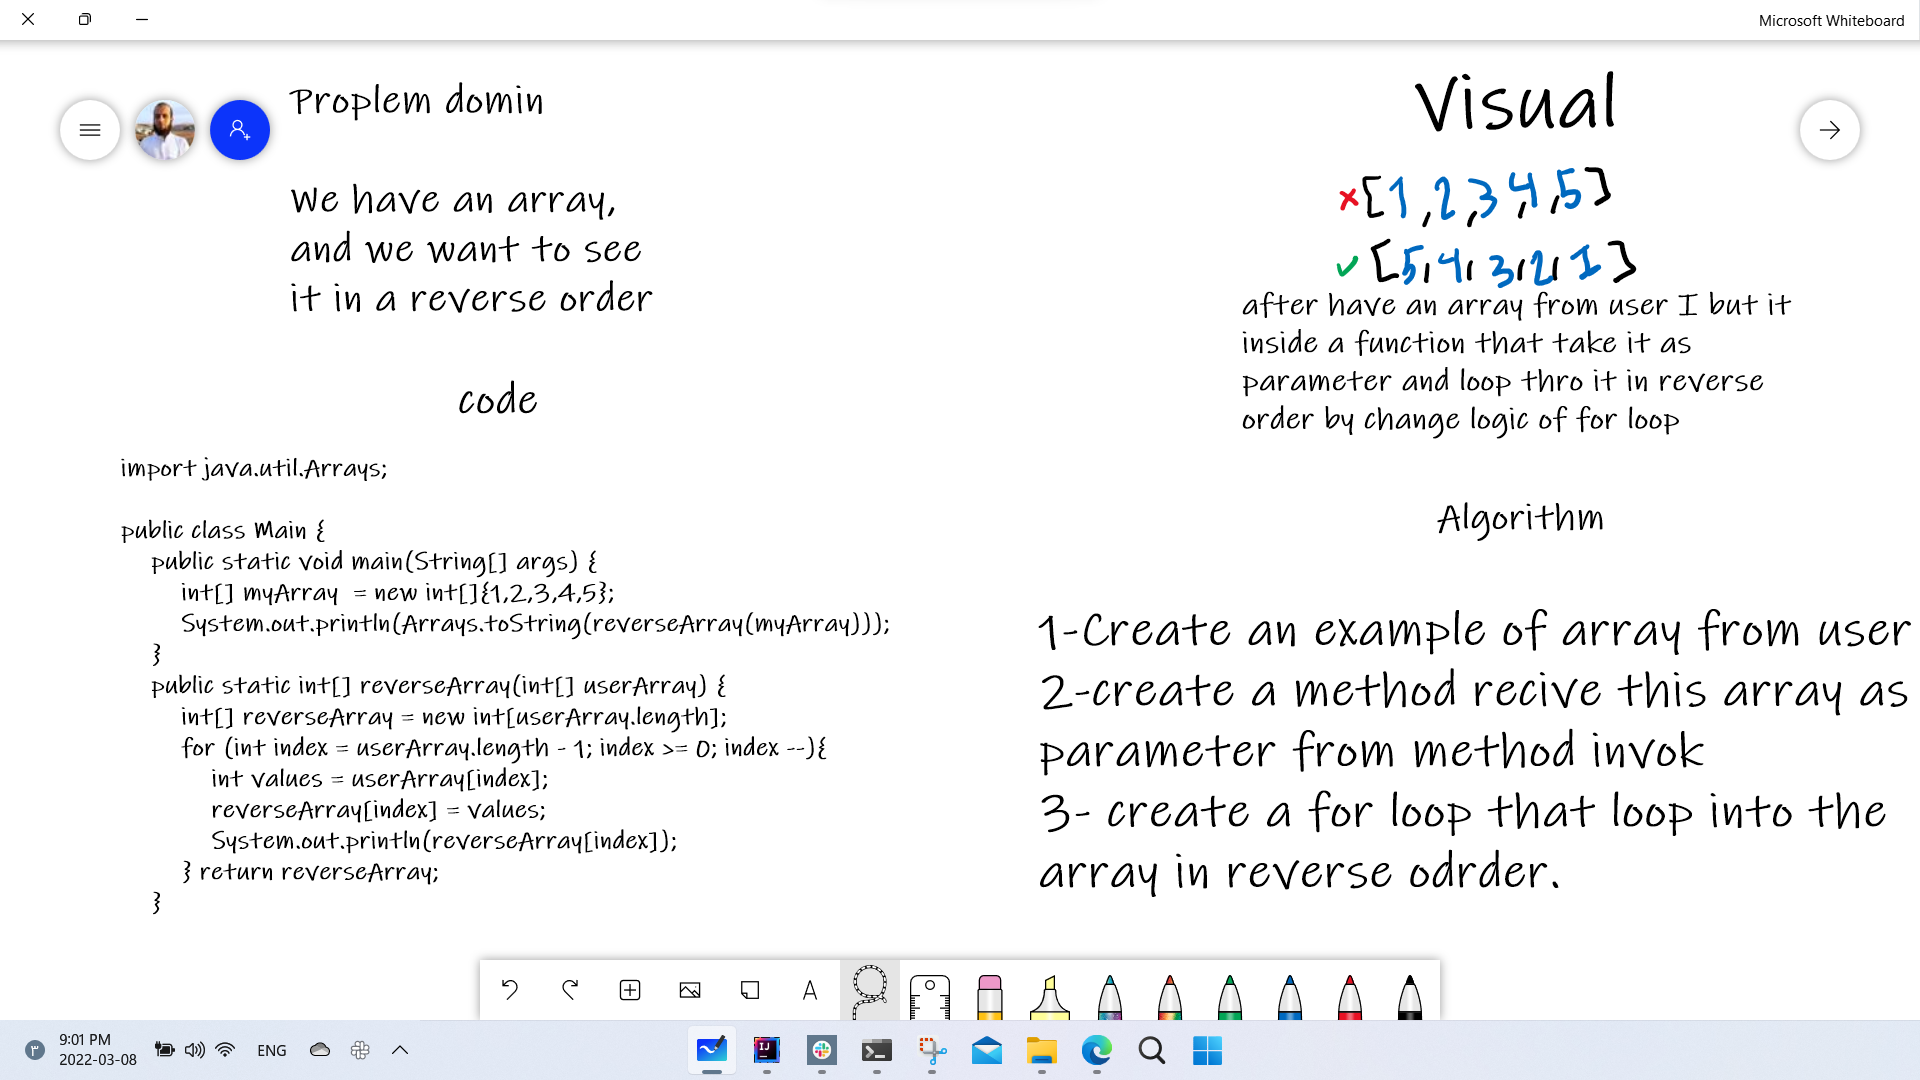 Microsoft Whiteboard
Proplem domin
We have an array,
and we want to see
it in a reverse order
code
import java.util.Arrays;
public class Main {
public static void main(String[] args) {
int[] myArray  = new int[]{1,2,3,4,5};
System.out.println(Arrays.toString(reverseArray(myArray)));
}
public static int[] reverseArray(int[] userArray) {
int[] reverseArray = new int[userArray.length];
for (int index = userArray.length - 1; index >= 0; index --){
int values = userArray[index];
reverseArray[index] = values;
System.out.println(reverseArray[index]);
} return reverseArray;
}
Visual
×[1,2,3,4,5]
✓[5,4,3,2,1]
after have an array from user I but it
inside a function that take it as
parameter and loop thro it in reverse
order by change logic of for loop
Algorithm
1-Create an example of array from user
2-create a method recive this array as
parameter from method invok
3- create a for loop that loop into the
array in reverse odrder.
٣
9:01 PM
2022-03-08
ENG